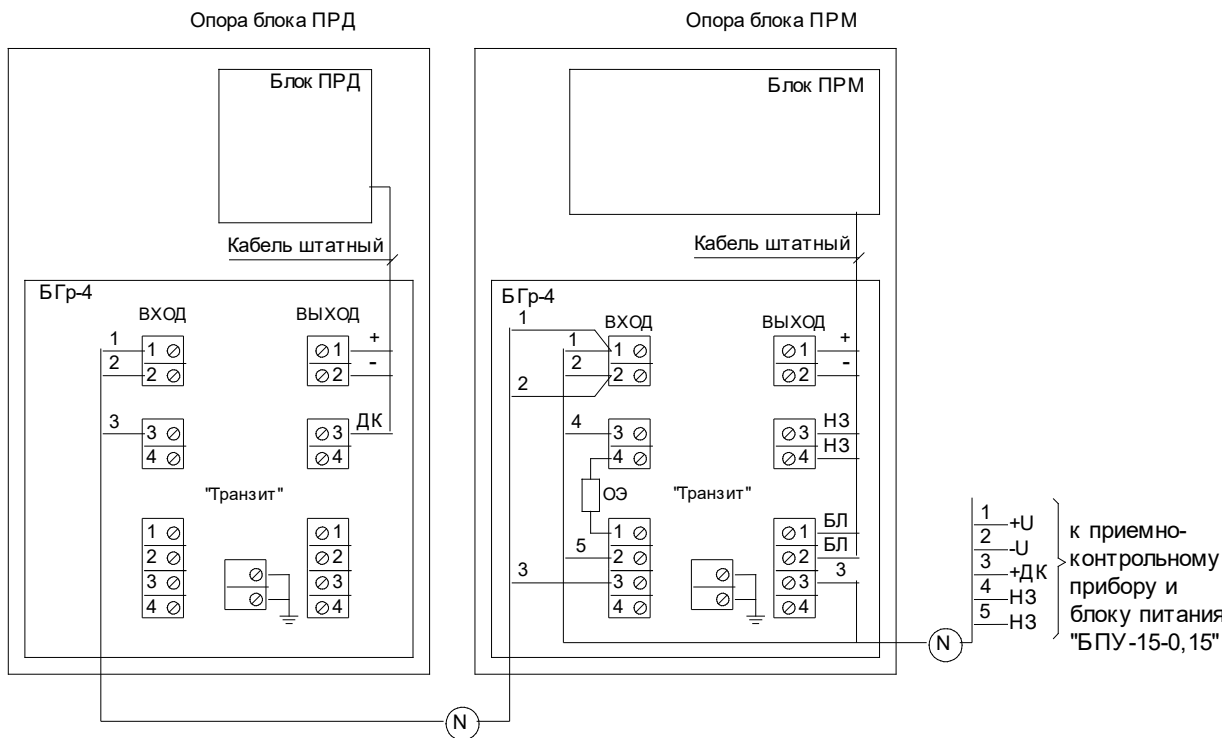 Опора блока ПРД
Блок ПРД
Кабель штатный
БГр-4
ВХОД
ВЫХОД
1
1
1
+
2
2
2
-
3
3
3
ДК
4
4
"Транзит"
1
1
2
2
3
3
4
4
N
Опора блока ПРМ
Блок ПРМ
Кабель штатный
БГр-4
1
ВХОД
ВЫХОД
1
1
1
+
2
2
2
-
2
4
3
3
НЗ
4
4
НЗ
ОЭ
"Транзит"
1
1
БЛ
5
2
2
БЛ
3
3
3
3
4
4
N
1
+U
2
-U
3
+ДК
4
НЗ
5
НЗ
к приемно-
контрольному
прибору и
блоку питания
"БПУ-15-0,15"